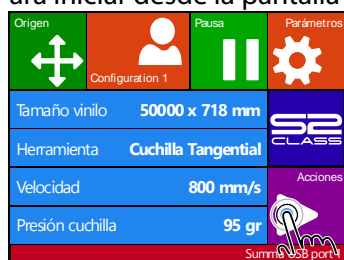 ara iniciar desde la pantalla
Origen
Configuration 1
Pausa
Parámetros
Tamaño vinilo 50000 x 718 mm
Herramienta Cuchilla Tangential
S2
CLASS
Velocidad 800 mm/s
Acciones
Presión cuchilla 95 gr
Summa USB port 1